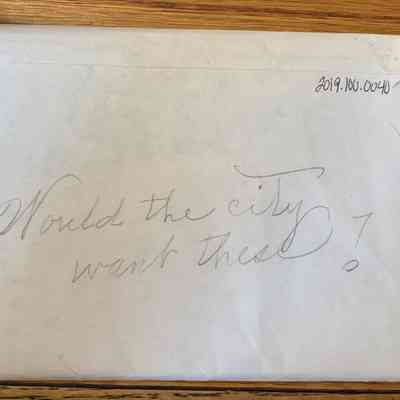 2019.100.0040
Would the city
want these?